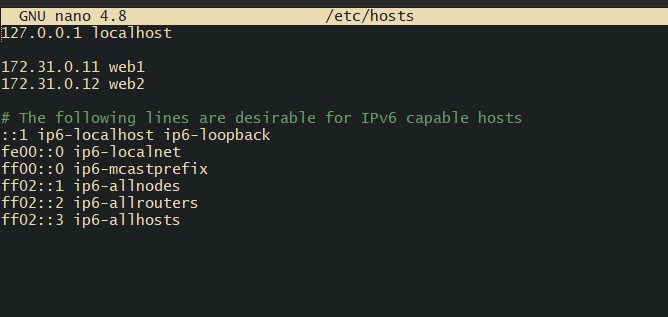 GNU nano 4.8 /etc/hosts
127.0.0.1 localhost
172.31.0.11 web1
172.31.0.12 web2
# The following lines are desirable for IPv6 capable hosts
::1 ip6-localhost ip6-loopback
fe00::0 ip6-localnet
ff00::0 ip6-mcastprefix
ff02::1 ip6-allnodes
ff02::2 ip6-allrouters
ff02::3 ip6-allhosts